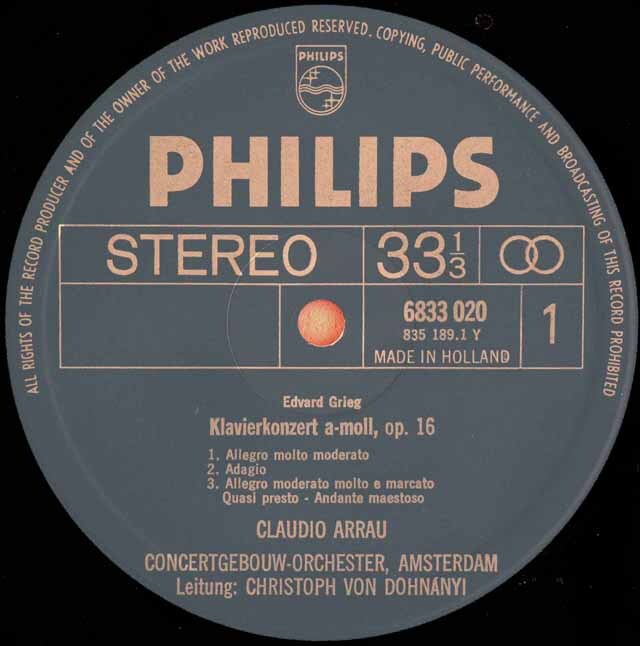 ALL RIGHTS OF THE RECORD PRODUCER AND OF THE OWNER OF THE WORK REPRODUCED RESERVED. COPYING, PUBLIC PERFORMANCE AND BROADCASTING OF THIS RECORD PROHIBITED
PHILIPS
PHILIPS
STEREO 33 1/3
6833 020
835 189.1 Y
MADE IN HOLLAND
1
Edvard Grieg
Klavierkonzert a-moll, op. 16
1. Allegro molto moderato
2. Adagio
3. Allegro moderato molto e marcato
Quasi presto - Andante maestoso
CLAUDIO ARRAU
CONCERTGEBOUW-ORCHESTER, AMSTERDAM
Leitung: CHRISTOPH VON DOHNÁNYI